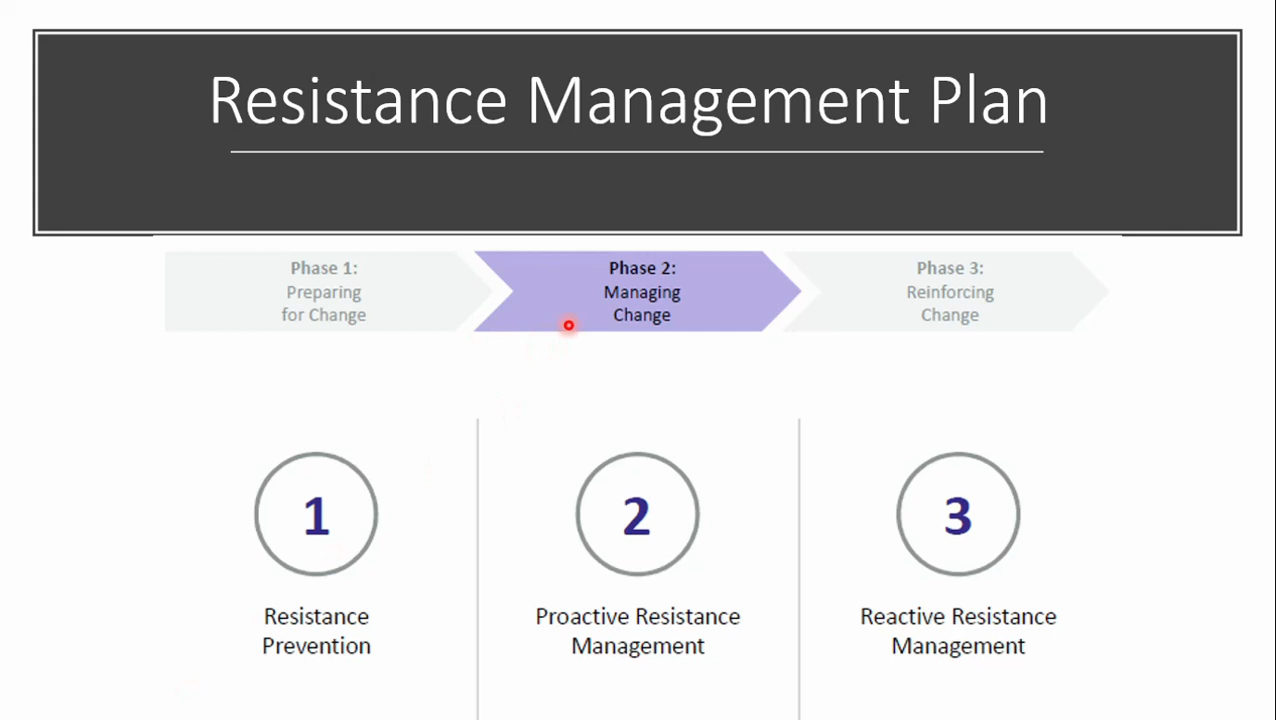 Resistance Management Plan
Phase 1:
Preparing
for Change
Phase 2:
Managing
Change
Phase 3:
Reinforcing
Change
1
Resistance
Prevention
2
Proactive Resistance
Management
3
Reactive Resistance
Management